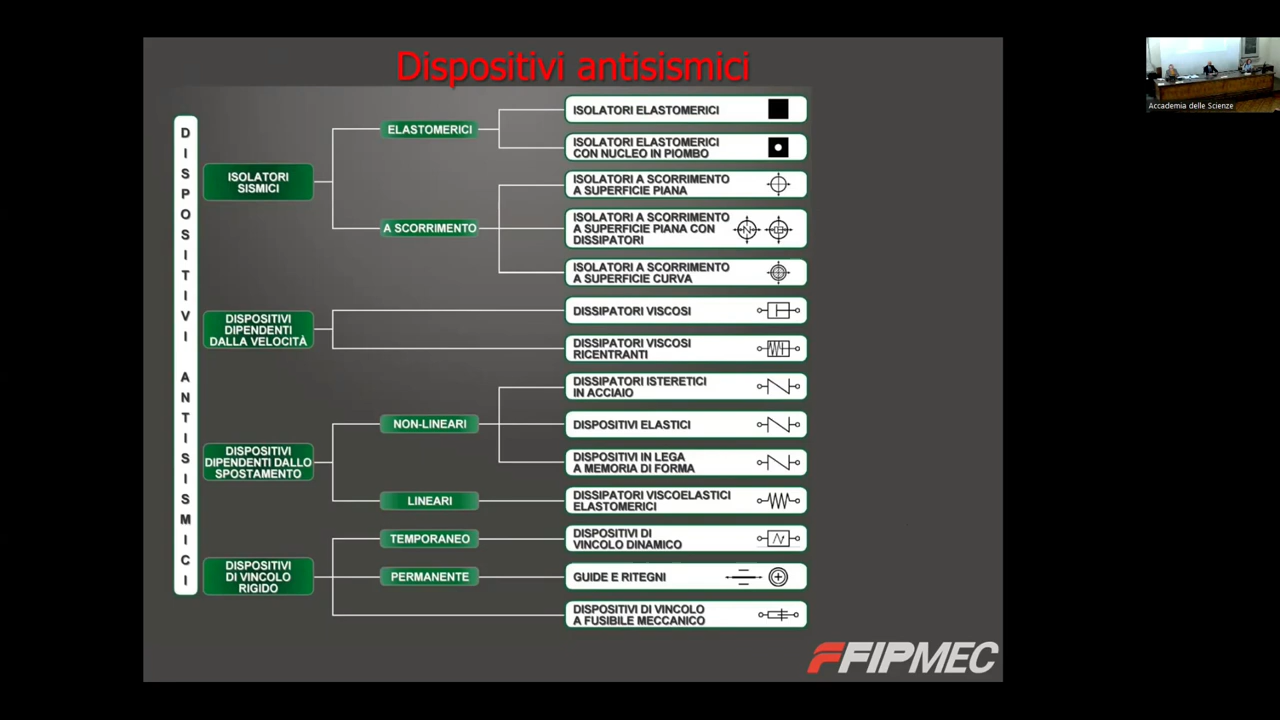 Dispositivi antisismici
DISPOSITIVI ANTISISMICI
ISOLATORI
SISMICI
ELASTOMERICI
ISOLATORI ELASTOMERICI
ISOLATORI ELASTOMERICI
CON NUCLEO IN PIOMBO
A SCORRIMENTO
ISOLATORI A SCORRIMENTO
A SUPERFICIE PIANA
ISOLATORI A SCORRIMENTO
A SUPERFICIE PIANA CON
DISSIPATORI
ISOLATORI A SCORRIMENTO
A SUPERFICIE CURVA
DISPOSITIVI
DIPENDENTI
DALLA VELOCITÀ
DISSIPATORI VISCOSI
DISSIPATORI VISCOSI
RICENTRANTI
DISPOSITIVI
DIPENDENTI DALLO
SPOSTAMENTO
NON-LINEARI
DISSIPATORI ISTERETICI
IN ACCIAIO
DISPOSITIVI ELASTICI
DISPOSITIVI IN LEGA
A MEMORIA DI FORMA
LINEARI
DISSIPATORI VISCOELASTICI
ELASTOMERICI
DISPOSITIVI
DI VINCOLO
RIGIDO
TEMPORANEO
DISPOSITIVI DI
VINCOLO DINAMICO
PERMANENTE
GUIDE E RITEGNI
DISPOSITIVI DI VINCOLO
A FUSIBILE MECCANICO
FIPMEC
Accademia delle Scienze